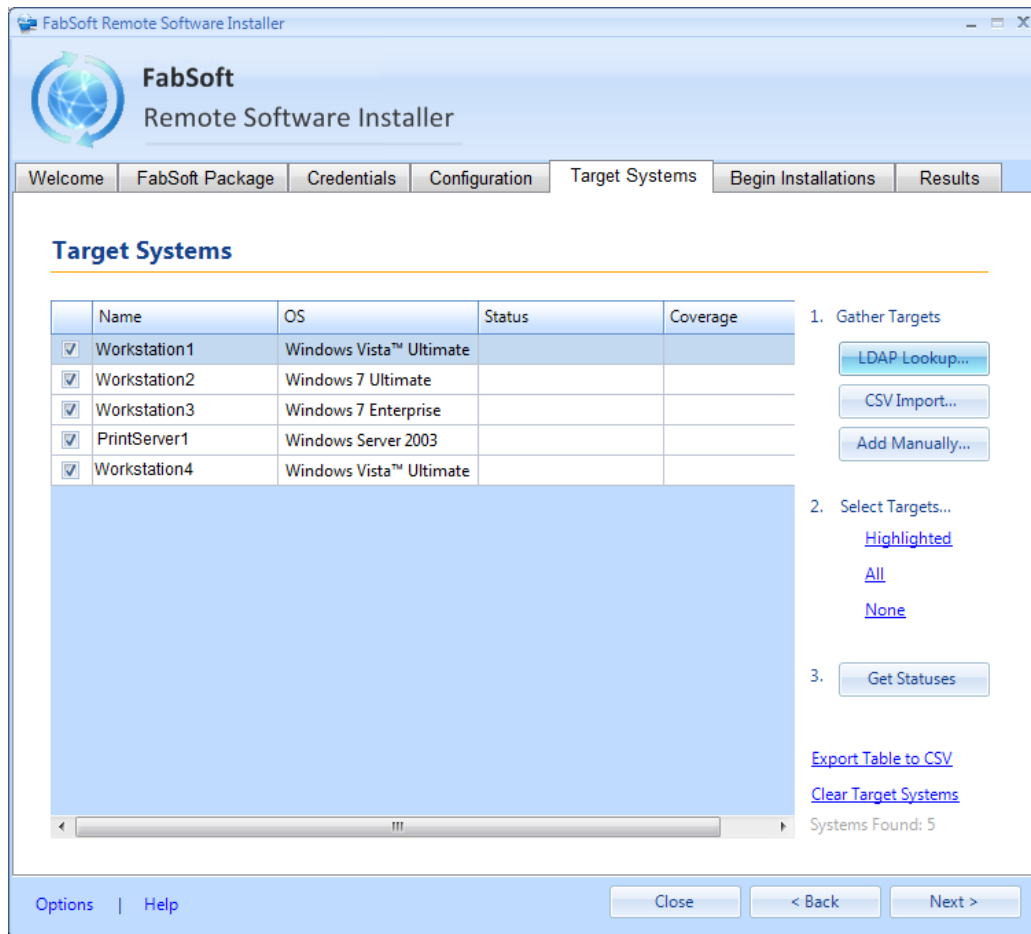 FabSoft Remote Software Installer
FabSoft
Remote Software Installer
Welcome FabSoft Package Credentials Configuration Target Systems Begin Installations Results
Target Systems
Name OS Status Coverage
Workstation1 Windows Vista™ Ultimate
Workstation2 Windows 7 Ultimate
Workstation3 Windows 7 Enterprise
PrintServer1 Windows Server 2003
Workstation4 Windows Vista™ Ultimate
1. Gather Targets
LDAP Lookup...
CSV Import...
Add Manually...
2. Select Targets...
Highlighted
All
None
3. Get Statuses
Export Table to CSV
Clear Target Systems
Systems Found: 5
Options | Help Close < Back Next >